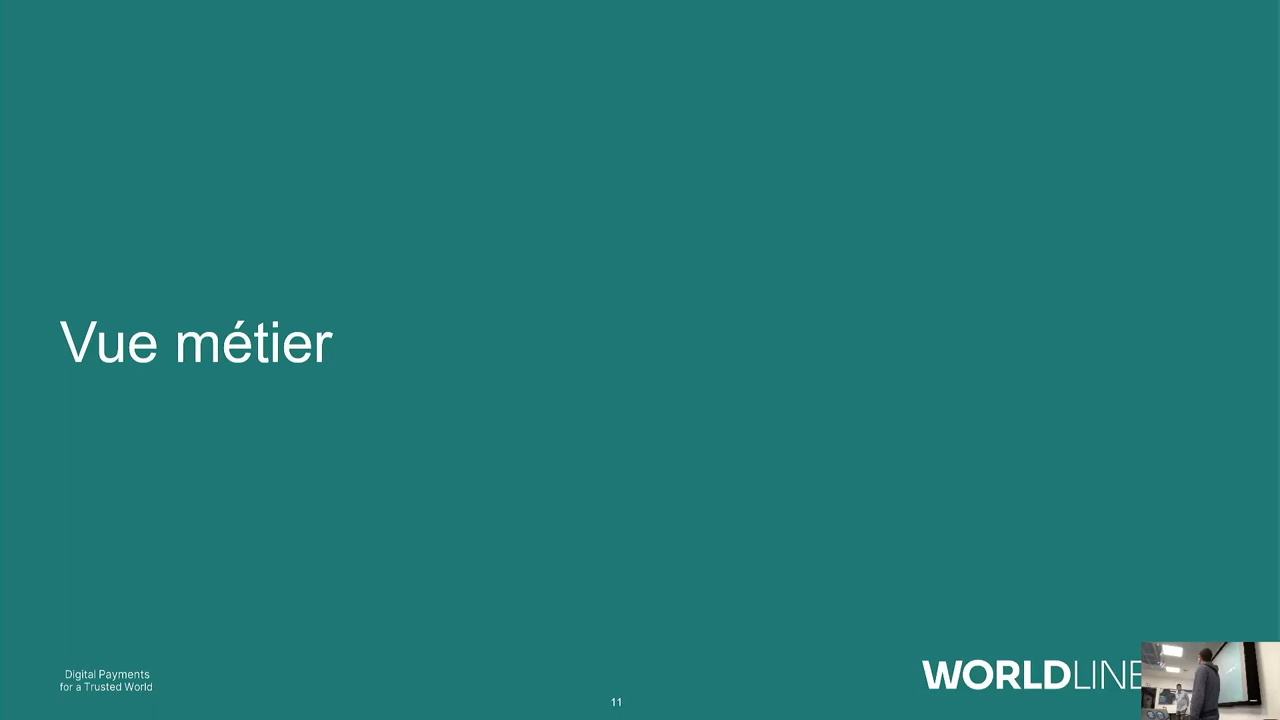 Vue métier
Digital Payments
for a Trusted World
WORLDLINE
11